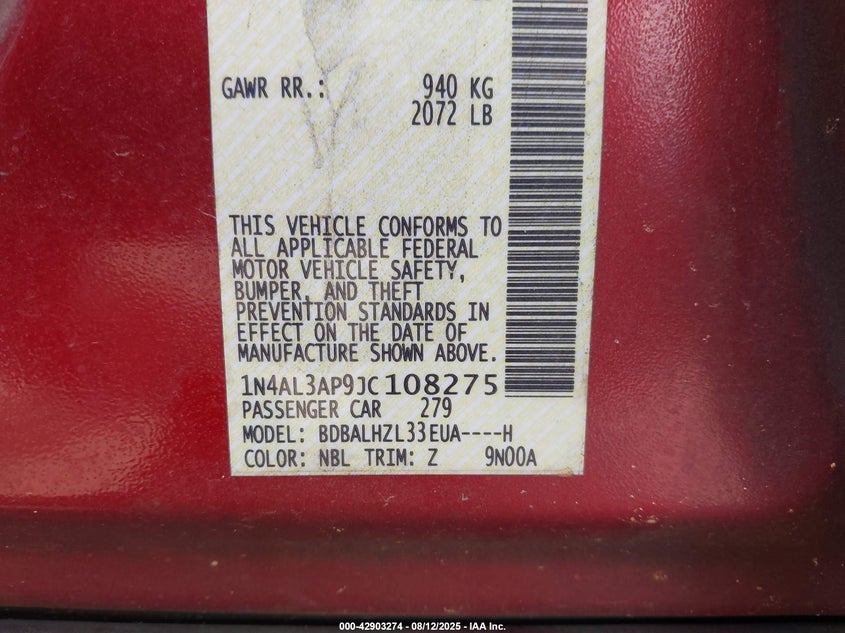 GAWR RR.: 940 KG
2072 LB
THIS VEHICLE CONFORMS TO
ALL APPLICABLE FEDERAL
MOTOR VEHICLE SAFETY,
BUMPER, AND THEFT
PREVENTION STANDARDS IN
EFFECT ON THE DATE OF
MANUFACTURE SHOWN ABOVE.
1N4AL3AP9JC108275
PASSENGER CAR 279
MODEL: BDBALHZL33EUA----H
COLOR: NBL TRIM: Z 9N00A
000-42903274 - 08/12/2025 - IAA Inc.